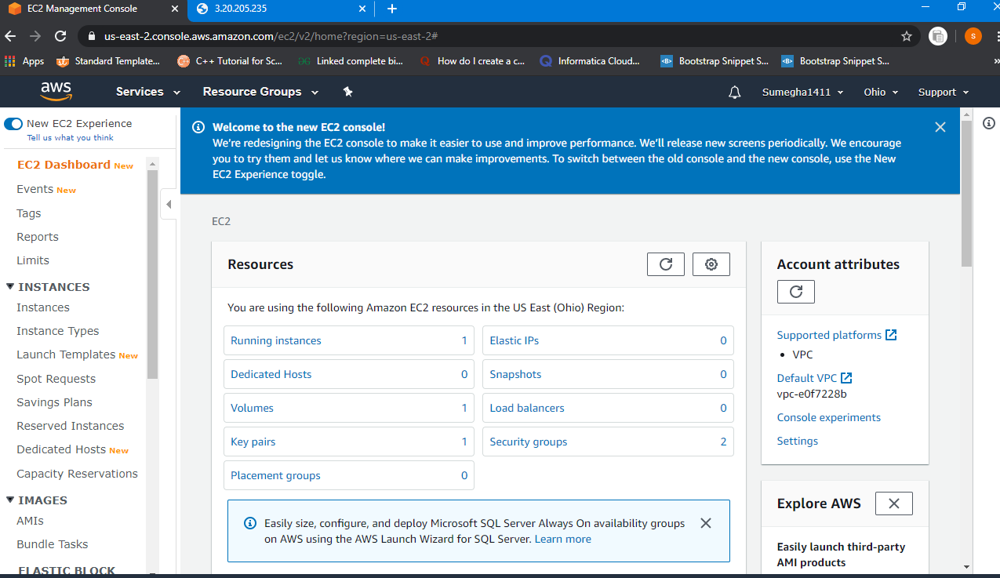 EC2 Management Console
3.20.205.235
us-east-2.console.aws.amazon.com/ec2/v2/home?region=us-east-2#
S
Apps
Standard Template...
C++ Tutorial for Sc...
Linked complete bi...
How do I create a c...
Informatica Cloud...
Bootstrap Snippet S...
Bootstrap Snippet S...
aws
Services
Resource Groups
Sumegha1411
Ohio
Support
New EC2 Experience
Tell us what you think
EC2 Dashboard New
Events New
Tags
Reports
Limits
INSTANCES
Instances
Instance Types
Launch Templates New
Spot Requests
Savings Plans
Reserved Instances
Dedicated Hosts New
Capacity Reservations
IMAGES
AMIs
Bundle Tasks
ELASTIC BLOCK
Welcome to the new EC2 console!
We're redesigning the EC2 console to make it easier to use and improve performance. We'll release new screens periodically. We encourage
you to try them and let us know where we can make improvements. To switch between the old console and the new console, use the New
EC2 Experience toggle.
EC2
Resources
You are using the following Amazon EC2 resources in the US East (Ohio) Region:
Running instances 1
Elastic IPs 0
Dedicated Hosts 0
Snapshots 0
Volumes 1
Load balancers 0
Key pairs 1
Security groups 2
Placement groups 0
Easily size, configure, and deploy Microsoft SQL Server Always On availability groups
on AWS using the AWS Launch Wizard for SQL Server. Learn more
Account attributes
Supported platforms
VPC
Default VPC
vpc-e0f7228b
Console experiments
Settings
Explore AWS
Easily launch third-party
AMI products